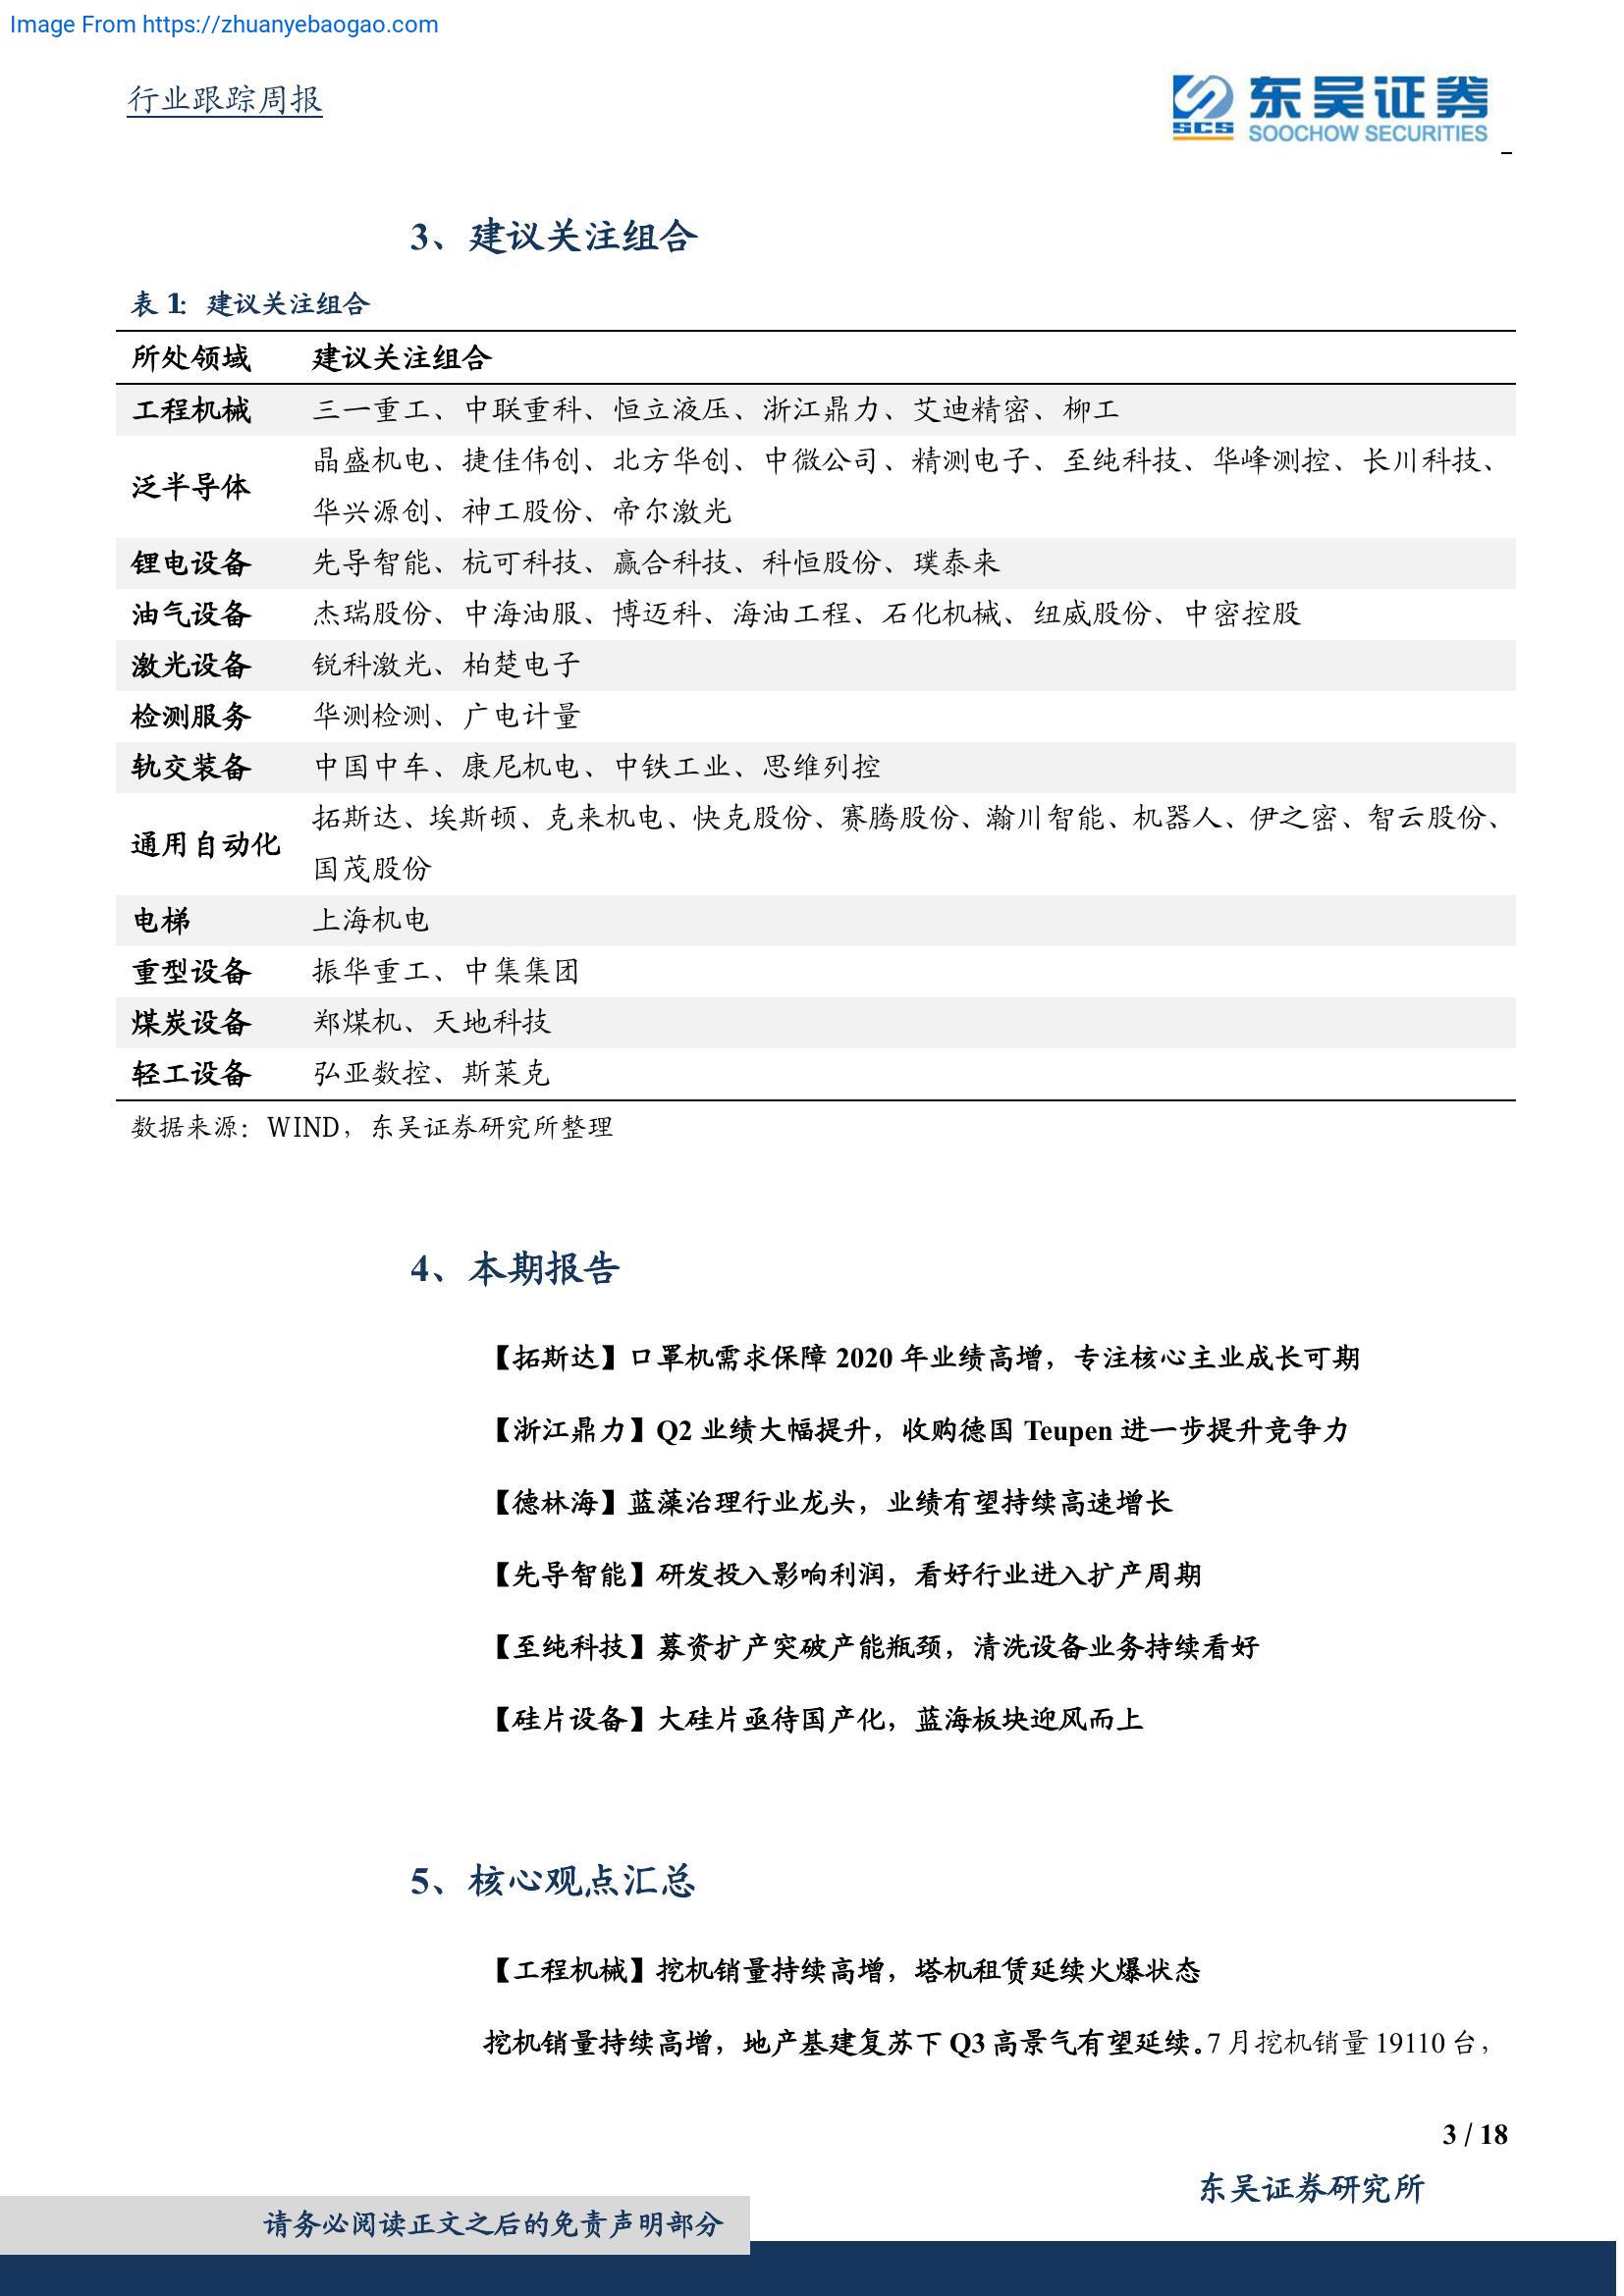 Image From https://zhuanyebaogao.com
行业跟踪周报
SCS
东吴证券
SOOCHOW SECURITIES
3、建议关注组合
表 1: 建议关注组合
所处领域 建议关注组合
工程机械 三一重工、中联重科、恒立液压、浙江鼎力、艾迪精密、柳工
泛半导体 晶盛机电、捷佳伟创、北方华创、中微公司、精测电子、至纯科技、华峰测控、长川科技、
华兴源创、神工股份、帝尔激光
锂电设备 先导智能、杭可科技、赢合科技、科恒股份、璞泰来
油气设备 杰瑞股份、中海油服、博迈科、海油工程、石化机械、纽威股份、中密控股
激光设备 锐科激光、柏楚电子
检测服务 华测检测、广电计量
轨交装备 中国中车、康尼机电、中铁工业、思维列控
通用自动化 拓斯达、埃斯顿、克来机电、快克股份、赛腾股份、瀚川智能、机器人、伊之密、智云股份、
国茂股份
电梯 上海机电
重型设备 振华重工、中集集团
煤炭设备 郑煤机、天地科技
轻工设备 弘亚数控、斯莱克
数据来源：WIND，东吴证券研究所整理
4、本期报告
【拓斯达】口罩机需求保障 2020 年业绩高增，专注核心主业成长可期
【浙江鼎力】Q2 业绩大幅提升，收购德国 Teupen 进一步提升竞争力
【德林海】蓝藻治理行业龙头，业绩有望持续高速增长
【先导智能】研发投入影响利润，看好行业进入扩产周期
【至纯科技】募资扩产突破产能瓶颈，清洗设备业务持续看好
【硅片设备】大硅片亟待国产化，蓝海板块迎风而上
5、核心观点汇总
【工程机械】挖机销量持续高增，塔机租赁延续火爆状态
挖机销量持续高增，地产基建复苏下 Q3 高景气有望延续。7 月挖机销量 19110 台，
3 / 18
东吴证券研究所
请务必阅读正文之后的免责声明部分